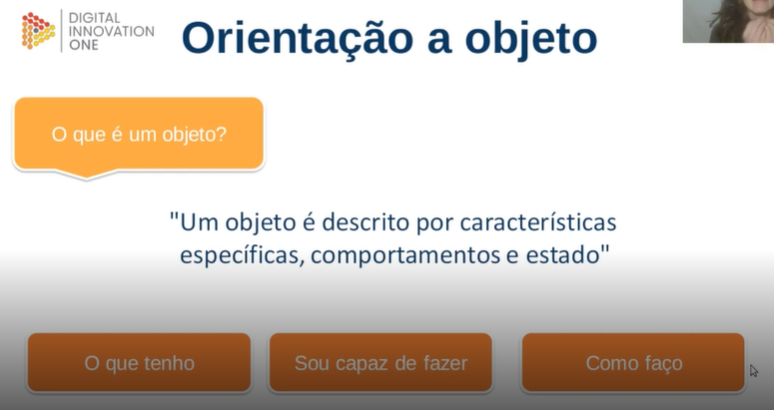 DIGITAL
INNOVATION
ONE
Orientação a objeto
O que é um objeto?
"Um objeto é descrito por características
específicas, comportamentos e estado"
O que tenho
Sou capaz de fazer
Como faço